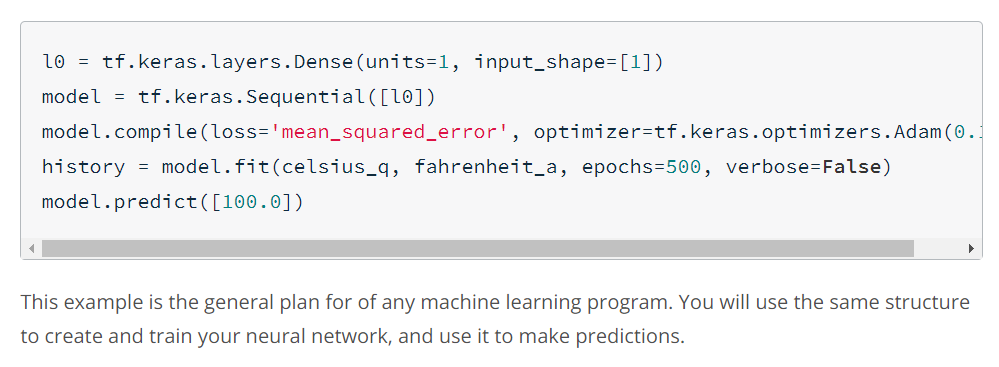 l0 = tf.keras.layers.Dense(units=1, input_shape=[1])
model = tf.keras.Sequential([l0])
model.compile(loss='mean_squared_error', optimizer=tf.keras.optimizers.Adam(0.
history = model.fit(celsius_q, fahrenheit_a, epochs=500, verbose=False)
model.predict([100.0])
This example is the general plan for of any machine learning program. You will use the same structure
to create and train your neural network, and use it to make predictions.